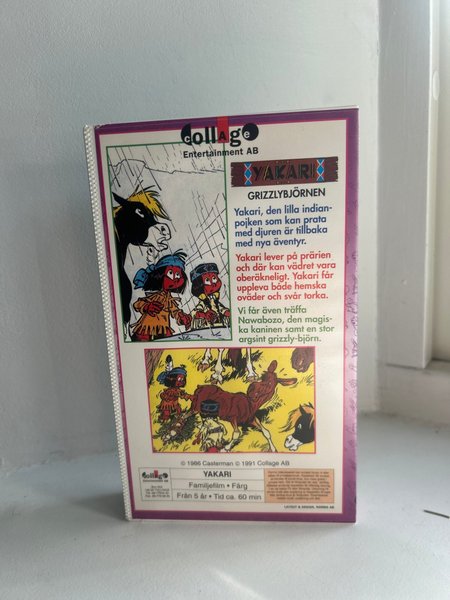 collAge
Entertainment AB
YAKARI
GRIZZLYBJÖRNEN
Yakari, den lilla indian-
pojken som kan prata
med djuren är tillbaka
med nya äventyr.
Yakari lever på prärien
och där kan vädret vara
oberäkneligt. Yakari får
uppleva både hemska
oväder och svår torka.
Vi får även träffa
Nawabozo, den magis-
ka kaninen samt en stor
argsint grizzly-björn.
© 1986 Casterman © 1991 Collage AB
collAge
Entertainment AB
YAKARI
Familjefilm • Färg
Från 5 år • Tid ca. 60 min